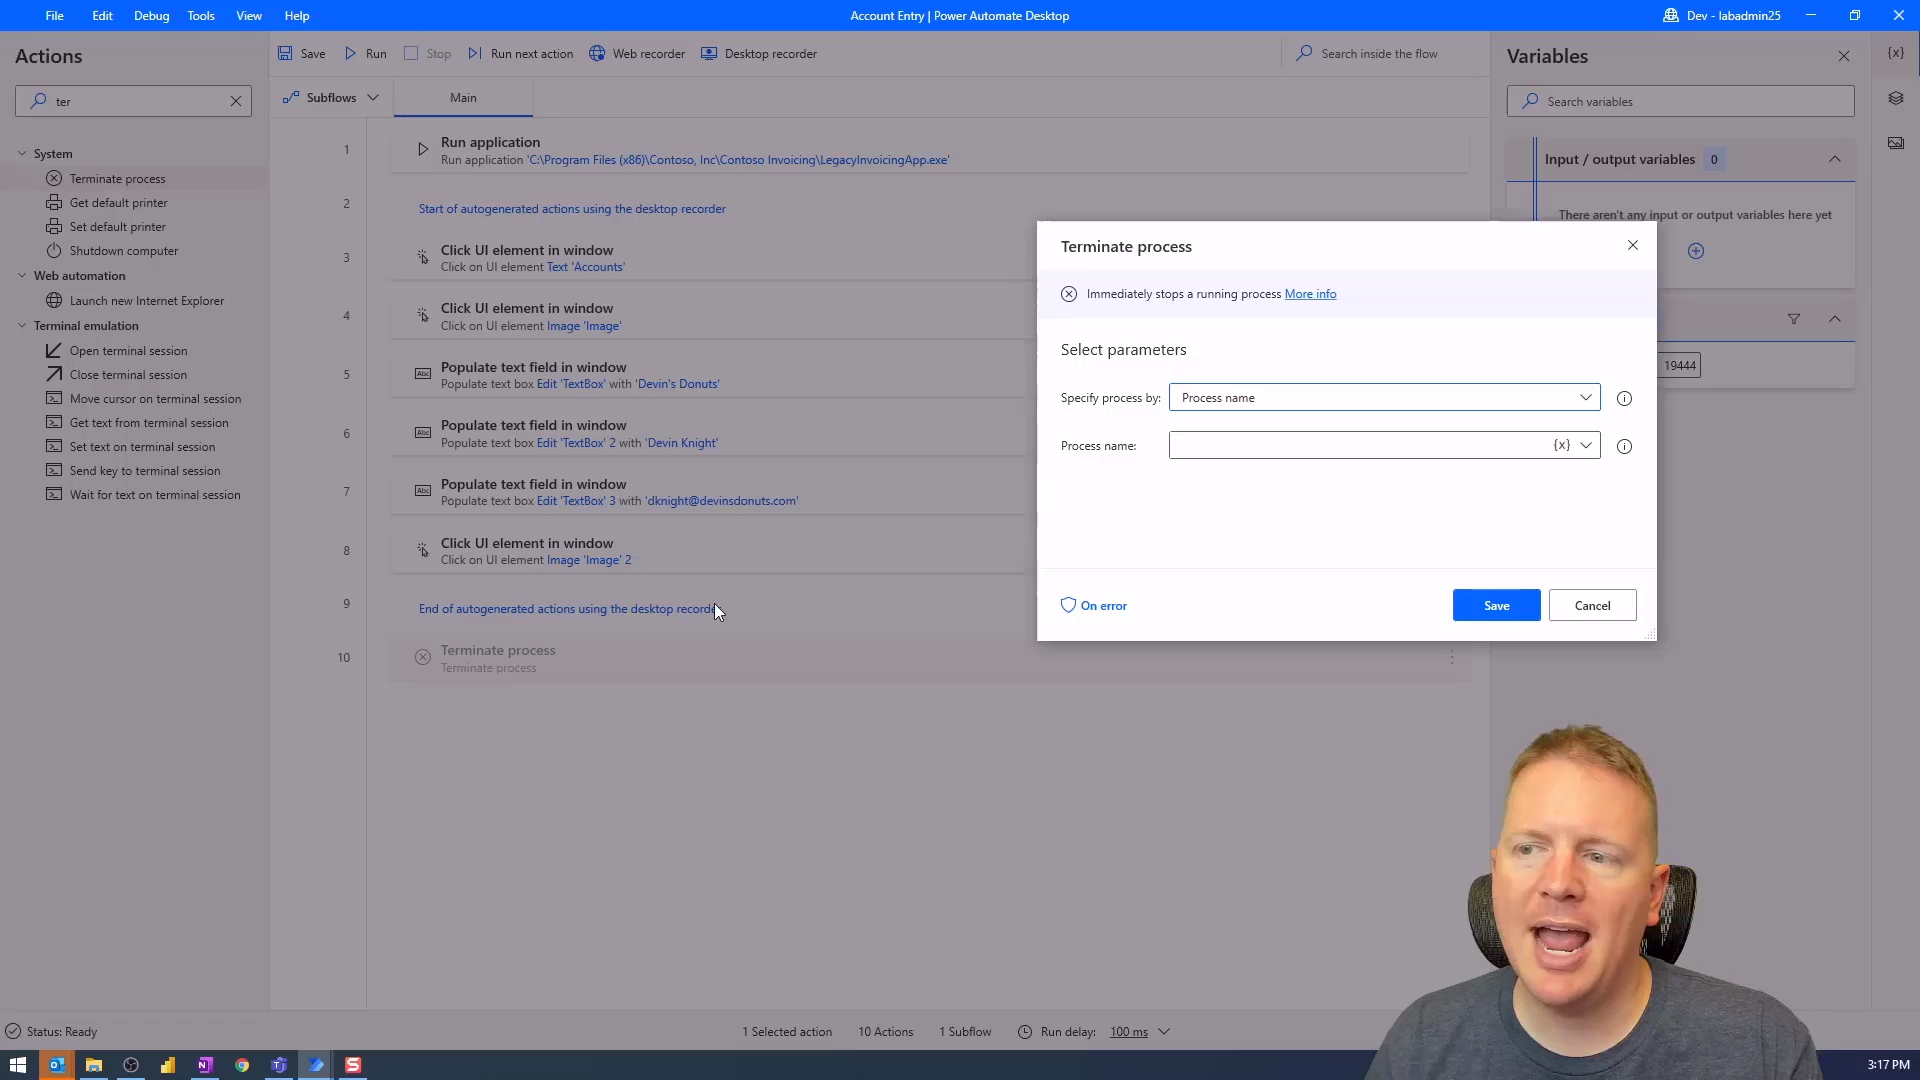 File Edit Debug Tools View Help
Account Entry | Power Automate Desktop
Dev - labadmin25
Actions
ter
System
Terminate process
Get default printer
Set default printer
Shutdown computer
Web automation
Launch new Internet Explorer
Terminal emulation
Open terminal session
Close terminal session
Move cursor on terminal session
Get text from terminal session
Set text on terminal session
Send key to terminal session
Wait for text on terminal session
Save Run Stop Run next action Web recorder Desktop recorder
Search inside the flow
Subflows
Main
1
Run application
Run application 'C:\Program Files (x86)\Contoso, Inc\Contoso Invoicing\LegacyInvoicingApp.exe'
2
Start of autogenerated actions using the desktop recorder
3
Click UI element in window
Click on UI element Text 'Accounts'
4
Click UI element in window
Click on UI element Image 'Image'
5
Abc
Populate text field in window
Populate text box Edit 'TextBox' with 'Devin's Donuts'
6
Abc
Populate text field in window
Populate text box Edit 'TextBox' 2 with 'Devin Knight'
7
Abc
Populate text field in window
Populate text box Edit 'TextBox' 3 with 'dknight@devinsdonuts.com'
8
Click UI element in window
Click on UI element Image 'Image' 2
9
End of autogenerated actions using the desktop
10
Terminate process
Terminate process
Variables
{x}
Search variables
Input / output variables 0
There aren't any input or output variables here yet
19444
Terminate process
Immediately stops a running process More info
Select parameters
Specify process by: Process name
Process name: {x}
On error
Save
Cancel
Status: Ready
1 Selected action
10 Actions
1 Subflow
Run delay: 100 ms
3:17 PM